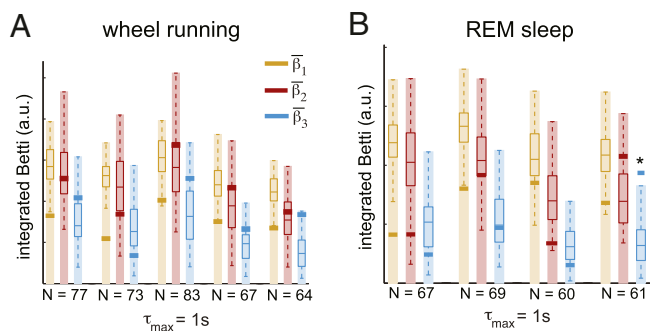 A
wheel running
integrated Betti (a.u.)
β̅₁
β̅₂
β̅₃
N = 77
N = 73
N = 83
N = 67
N = 64
τmax = 1s
B
REM sleep
integrated Betti (a.u.)
*
N = 67
N = 69
N = 60
N = 61
τmax = 1s